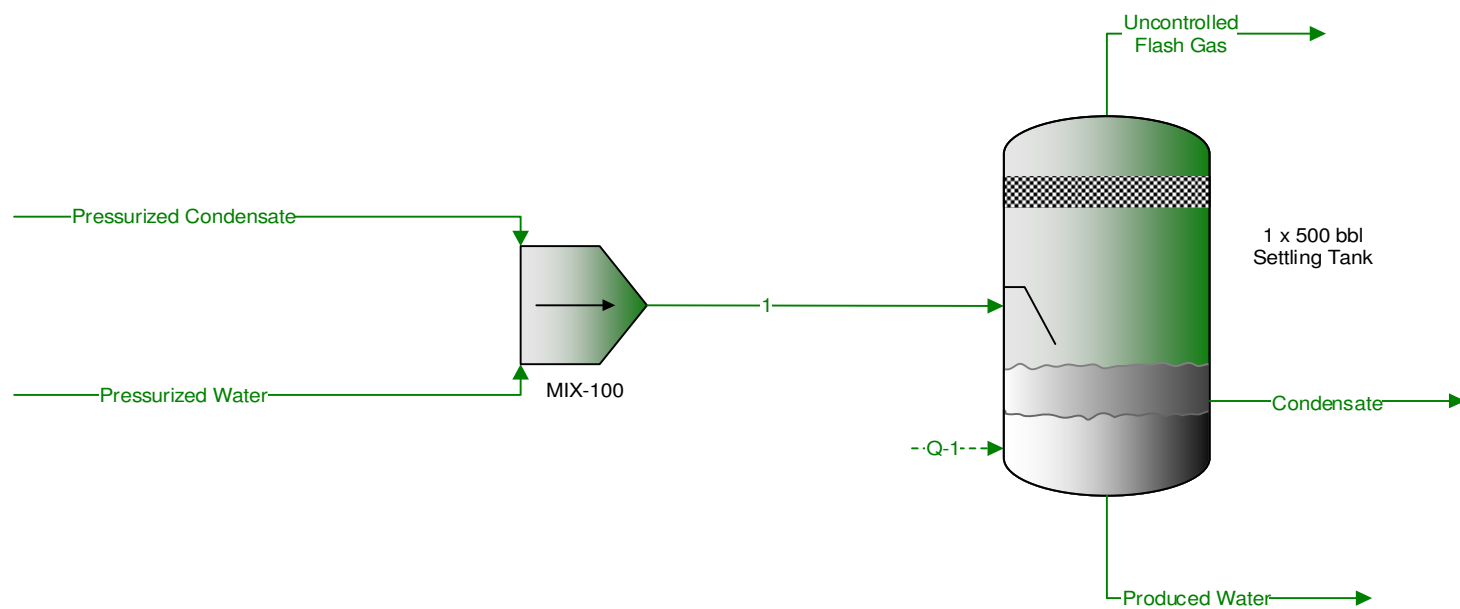 Uncontrolled
Flash Gas
Pressurized Condensate
1 x 500 bbl
Settling Tank
1
MIX-100
Pressurized Water
Condensate
Q-1
Produced Water